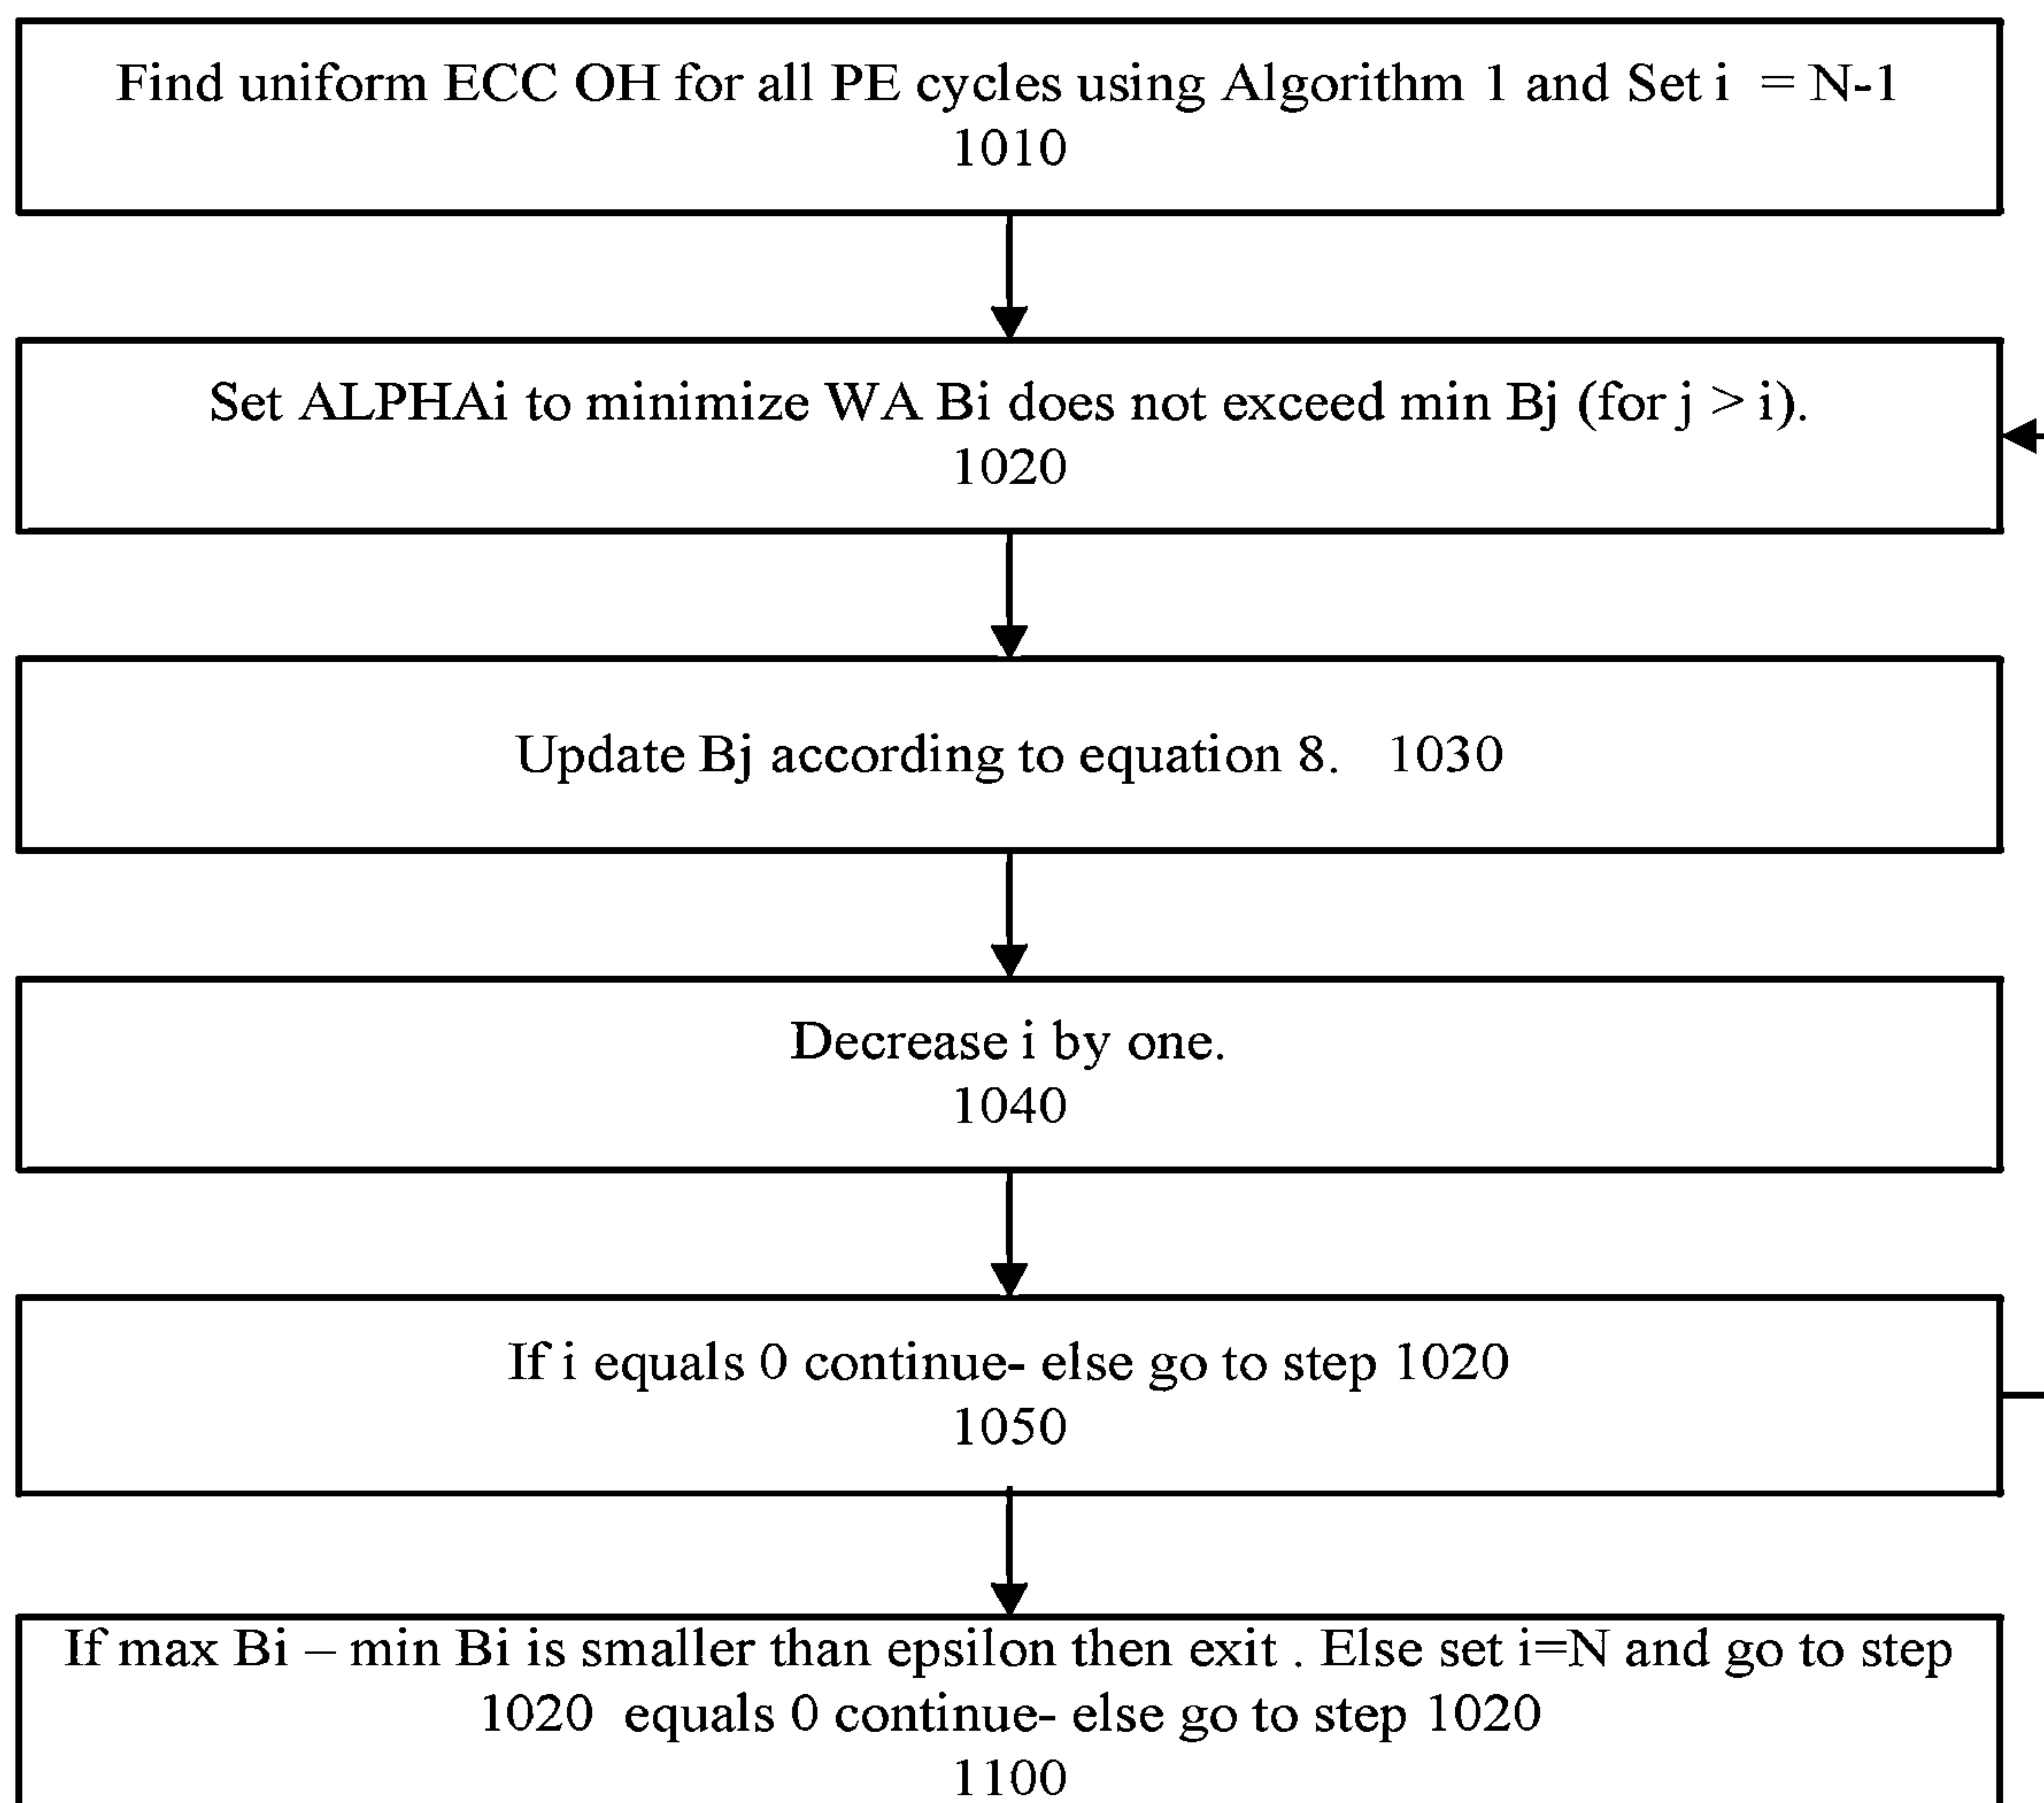 Find uniform ECC OH for all PE cycles using Algorithm 1 and Set i = N-1
1010
Set ALPHAi to minimize WA Bi does not exceed min Bj (for j > i).
1020
Update Bj according to equation 8. 1030
Decrease i by one.
1040
If i equals 0 continue- else go to step 1020
1050
If max Bi – min Bi is smaller than epsilon then exit . Else set i=N and go to step
1020 equals 0 continue- else go to step 1020
1100